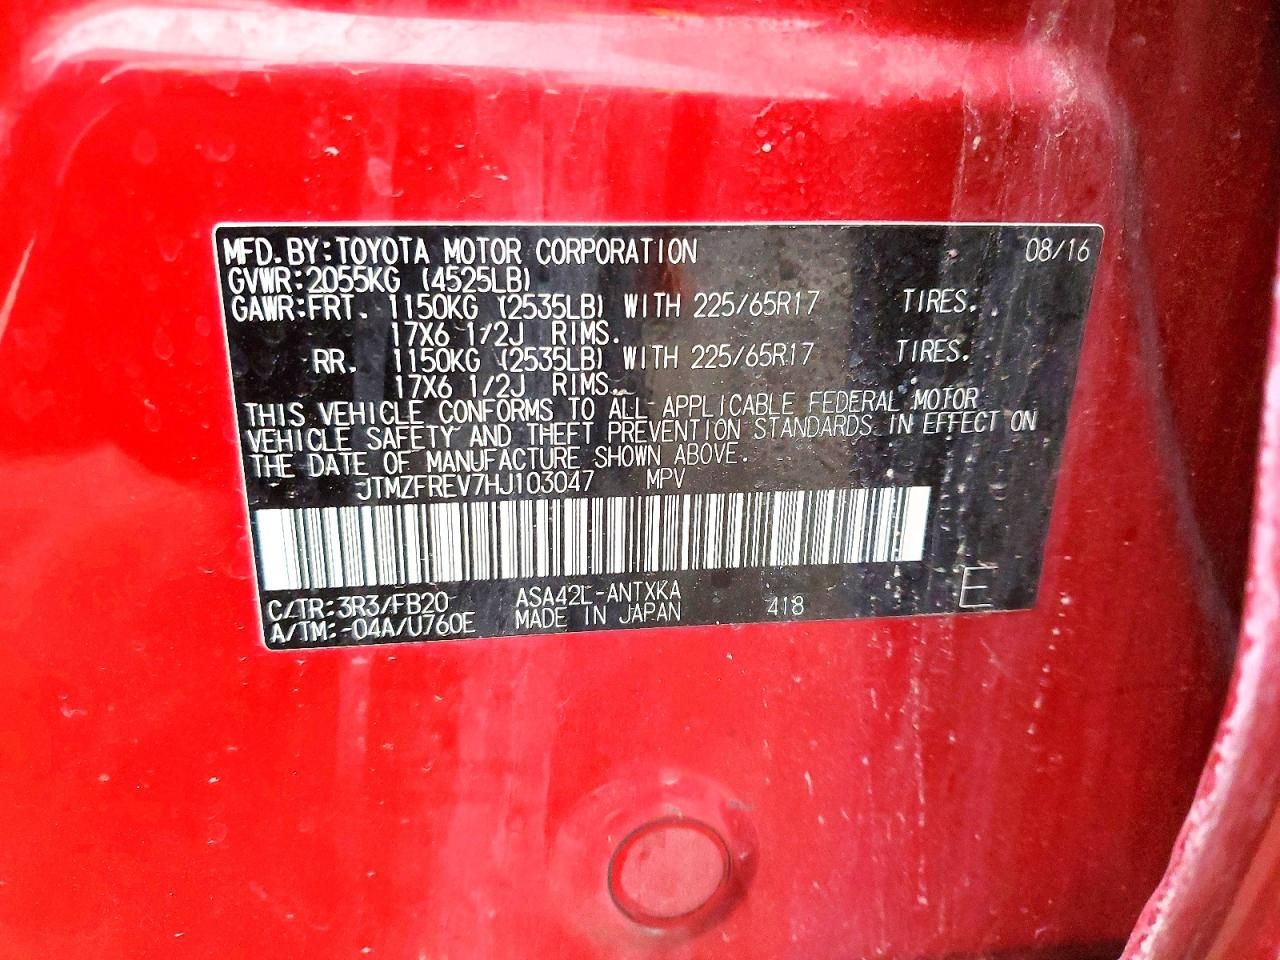 MFD. BY: TOYOTA MOTOR CORPORATION 08/16
GVWR: 2055KG (4525LB)
GAWR: FRT. 1150KG (2535LB) WITH 225/65R17 TIRES.
17X6 1/2J RIMS.
RR. 1150KG (2535LB) WITH 225/65R17 TIRES.
17X6 1/2J RIMS.
THIS VEHICLE CONFORMS TO ALL APPLICABLE FEDERAL MOTOR
VEHICLE SAFETY AND THEFT PREVENTION STANDARDS IN EFFECT ON
THE DATE OF MANUFACTURE SHOWN ABOVE.
JTMZFREV7HJ103047 MPV
C/TR: 3R3/FB20 ASA42L-ANTXKA
A/TM: -04A/U760E MADE IN JAPAN 418 E